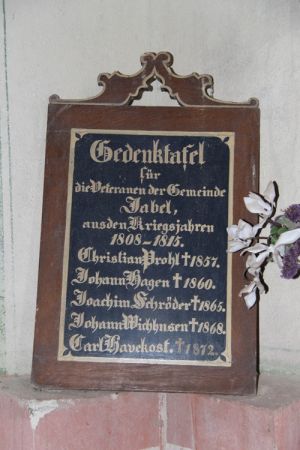 Gedenktafel
für
die Veteranen der Gemeinde
Jabel,
aus den Kriegsjahren
1808-1815.
Christian Prohl † 1857.
Johann Hagen † 1860.
Joachim Schröder † 1865.
Johann Wichhusen † 1868.
Carl Havekost. † 1872.